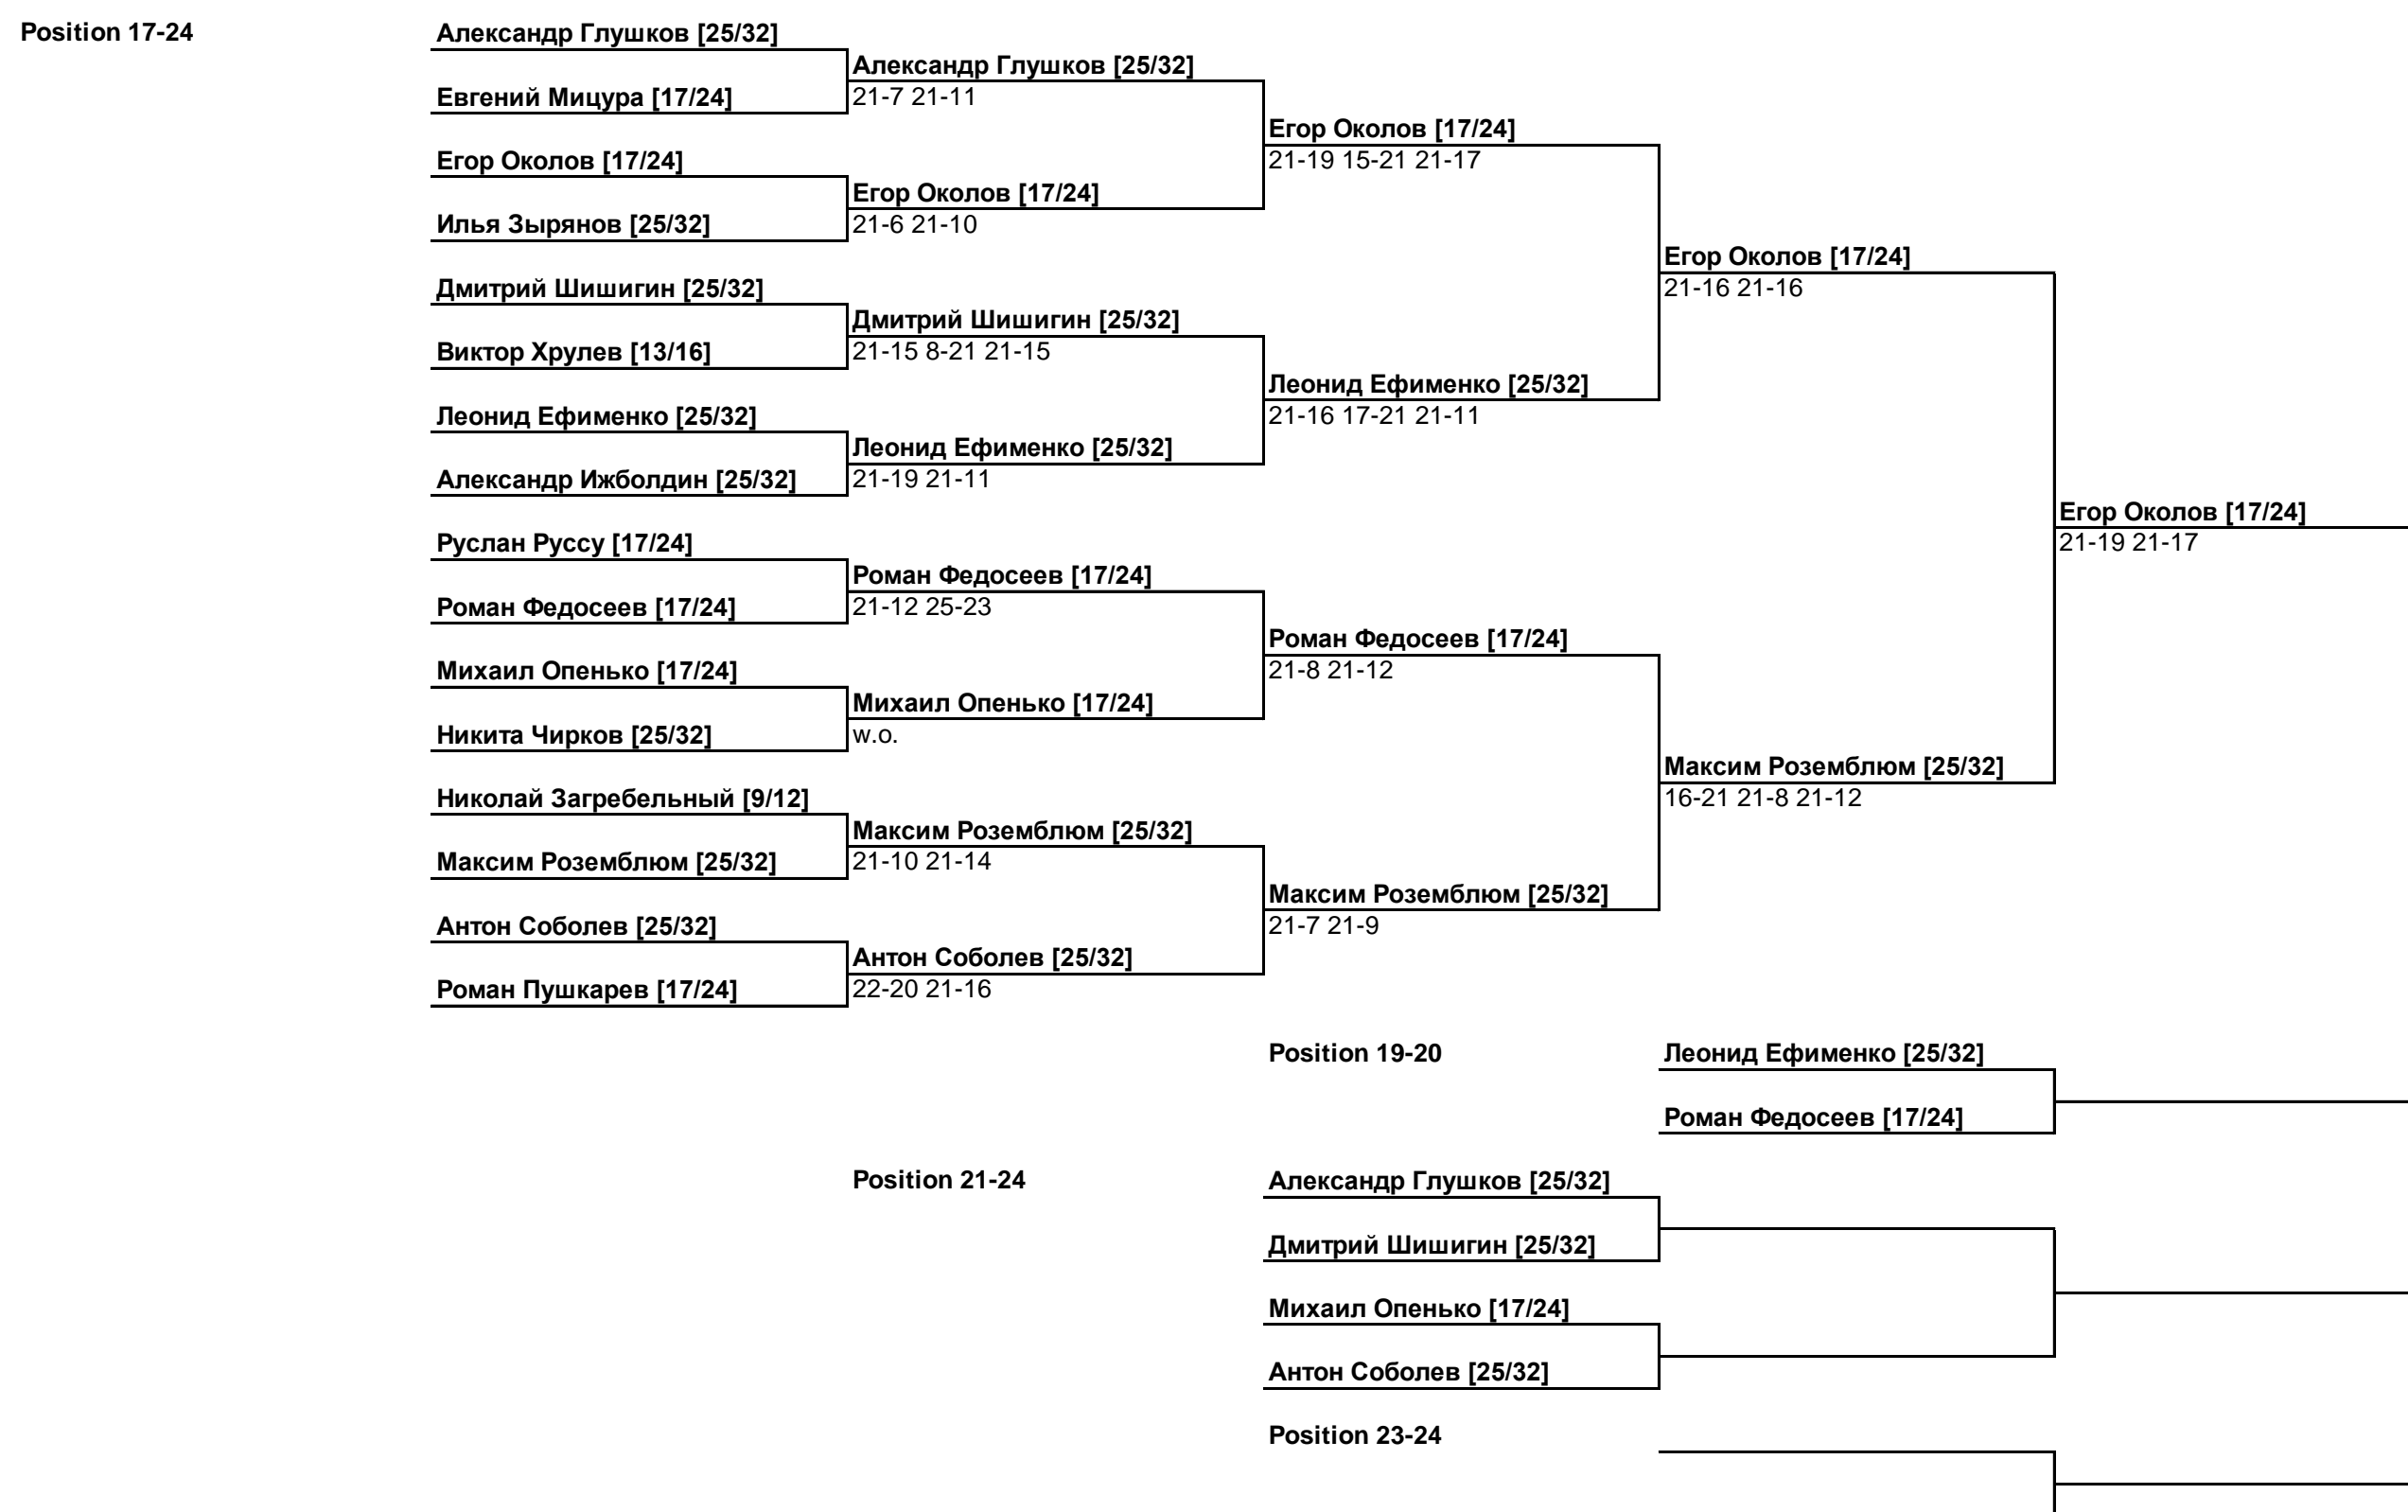 Position 17-24
Александр Глушков [25/32]
Александр Глушков [25/32]
Евгений Мицура [17/24]
21-7 21-11
Егор Околов [17/24]
Егор Околов [17/24]
21-19 15-21 21-17
Егор Околов [17/24]
Илья Зырянов [25/32]
21-6 21-10
Егор Околов [17/24]
Дмитрий Шишигин [25/32]
21-16 21-16
Дмитрий Шишигин [25/32]
Виктор Хрулев [13/16]
21-15 8-21 21-15
Леонид Ефименко [25/32]
Леонид Ефименко [25/32]
21-16 17-21 21-11
Леонид Ефименко [25/32]
Александр Ижболдин [25/32]
21-19 21-11
Егор Околов [17/24]
Руслан Руссу [17/24]
21-19 21-17
Роман Федосеев [17/24]
Роман Федосеев [17/24]
21-12 25-23
Роман Федосеев [17/24]
Михаил Опенько [17/24]
21-8 21-12
Михаил Опенько [17/24]
Никита Чирков [25/32]
w.o.
Максим Роземблюм [25/32]
Николай Загребельный [9/12]
16-21 21-8 21-12
Максим Роземблюм [25/32]
Максим Роземблюм [25/32]
21-10 21-14
Максим Роземблюм [25/32]
Антон Соболев [25/32]
21-7 21-9
Антон Соболев [25/32]
Роман Пушкарев [17/24]
22-20 21-16
Position 19-20
Леонид Ефименко [25/32]
Роман Федосеев [17/24]
Position 21-24
Александр Глушков [25/32]
Дмитрий Шишигин [25/32]
Михаил Опенько [17/24]
Антон Соболев [25/32]
Position 23-24